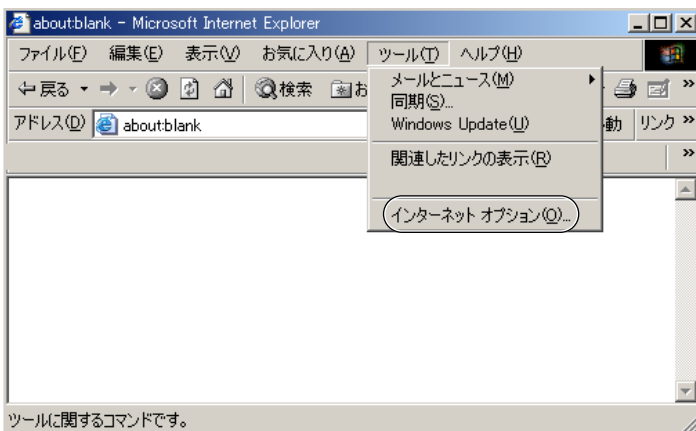 about:blank - Microsoft Internet Explorer
ファイル(F) 編集(E) 表示(V) お気に入り(A) ツール(T) ヘルプ(H)
戻る 検索 お
アドレス(D) about:blank 動 リンク »
メールとニュース(M)
同期(S)...
Windows Update(U)
関連したリンクの表示(R)
インターネット オプション(O)...
ツールに関するコマンドです。